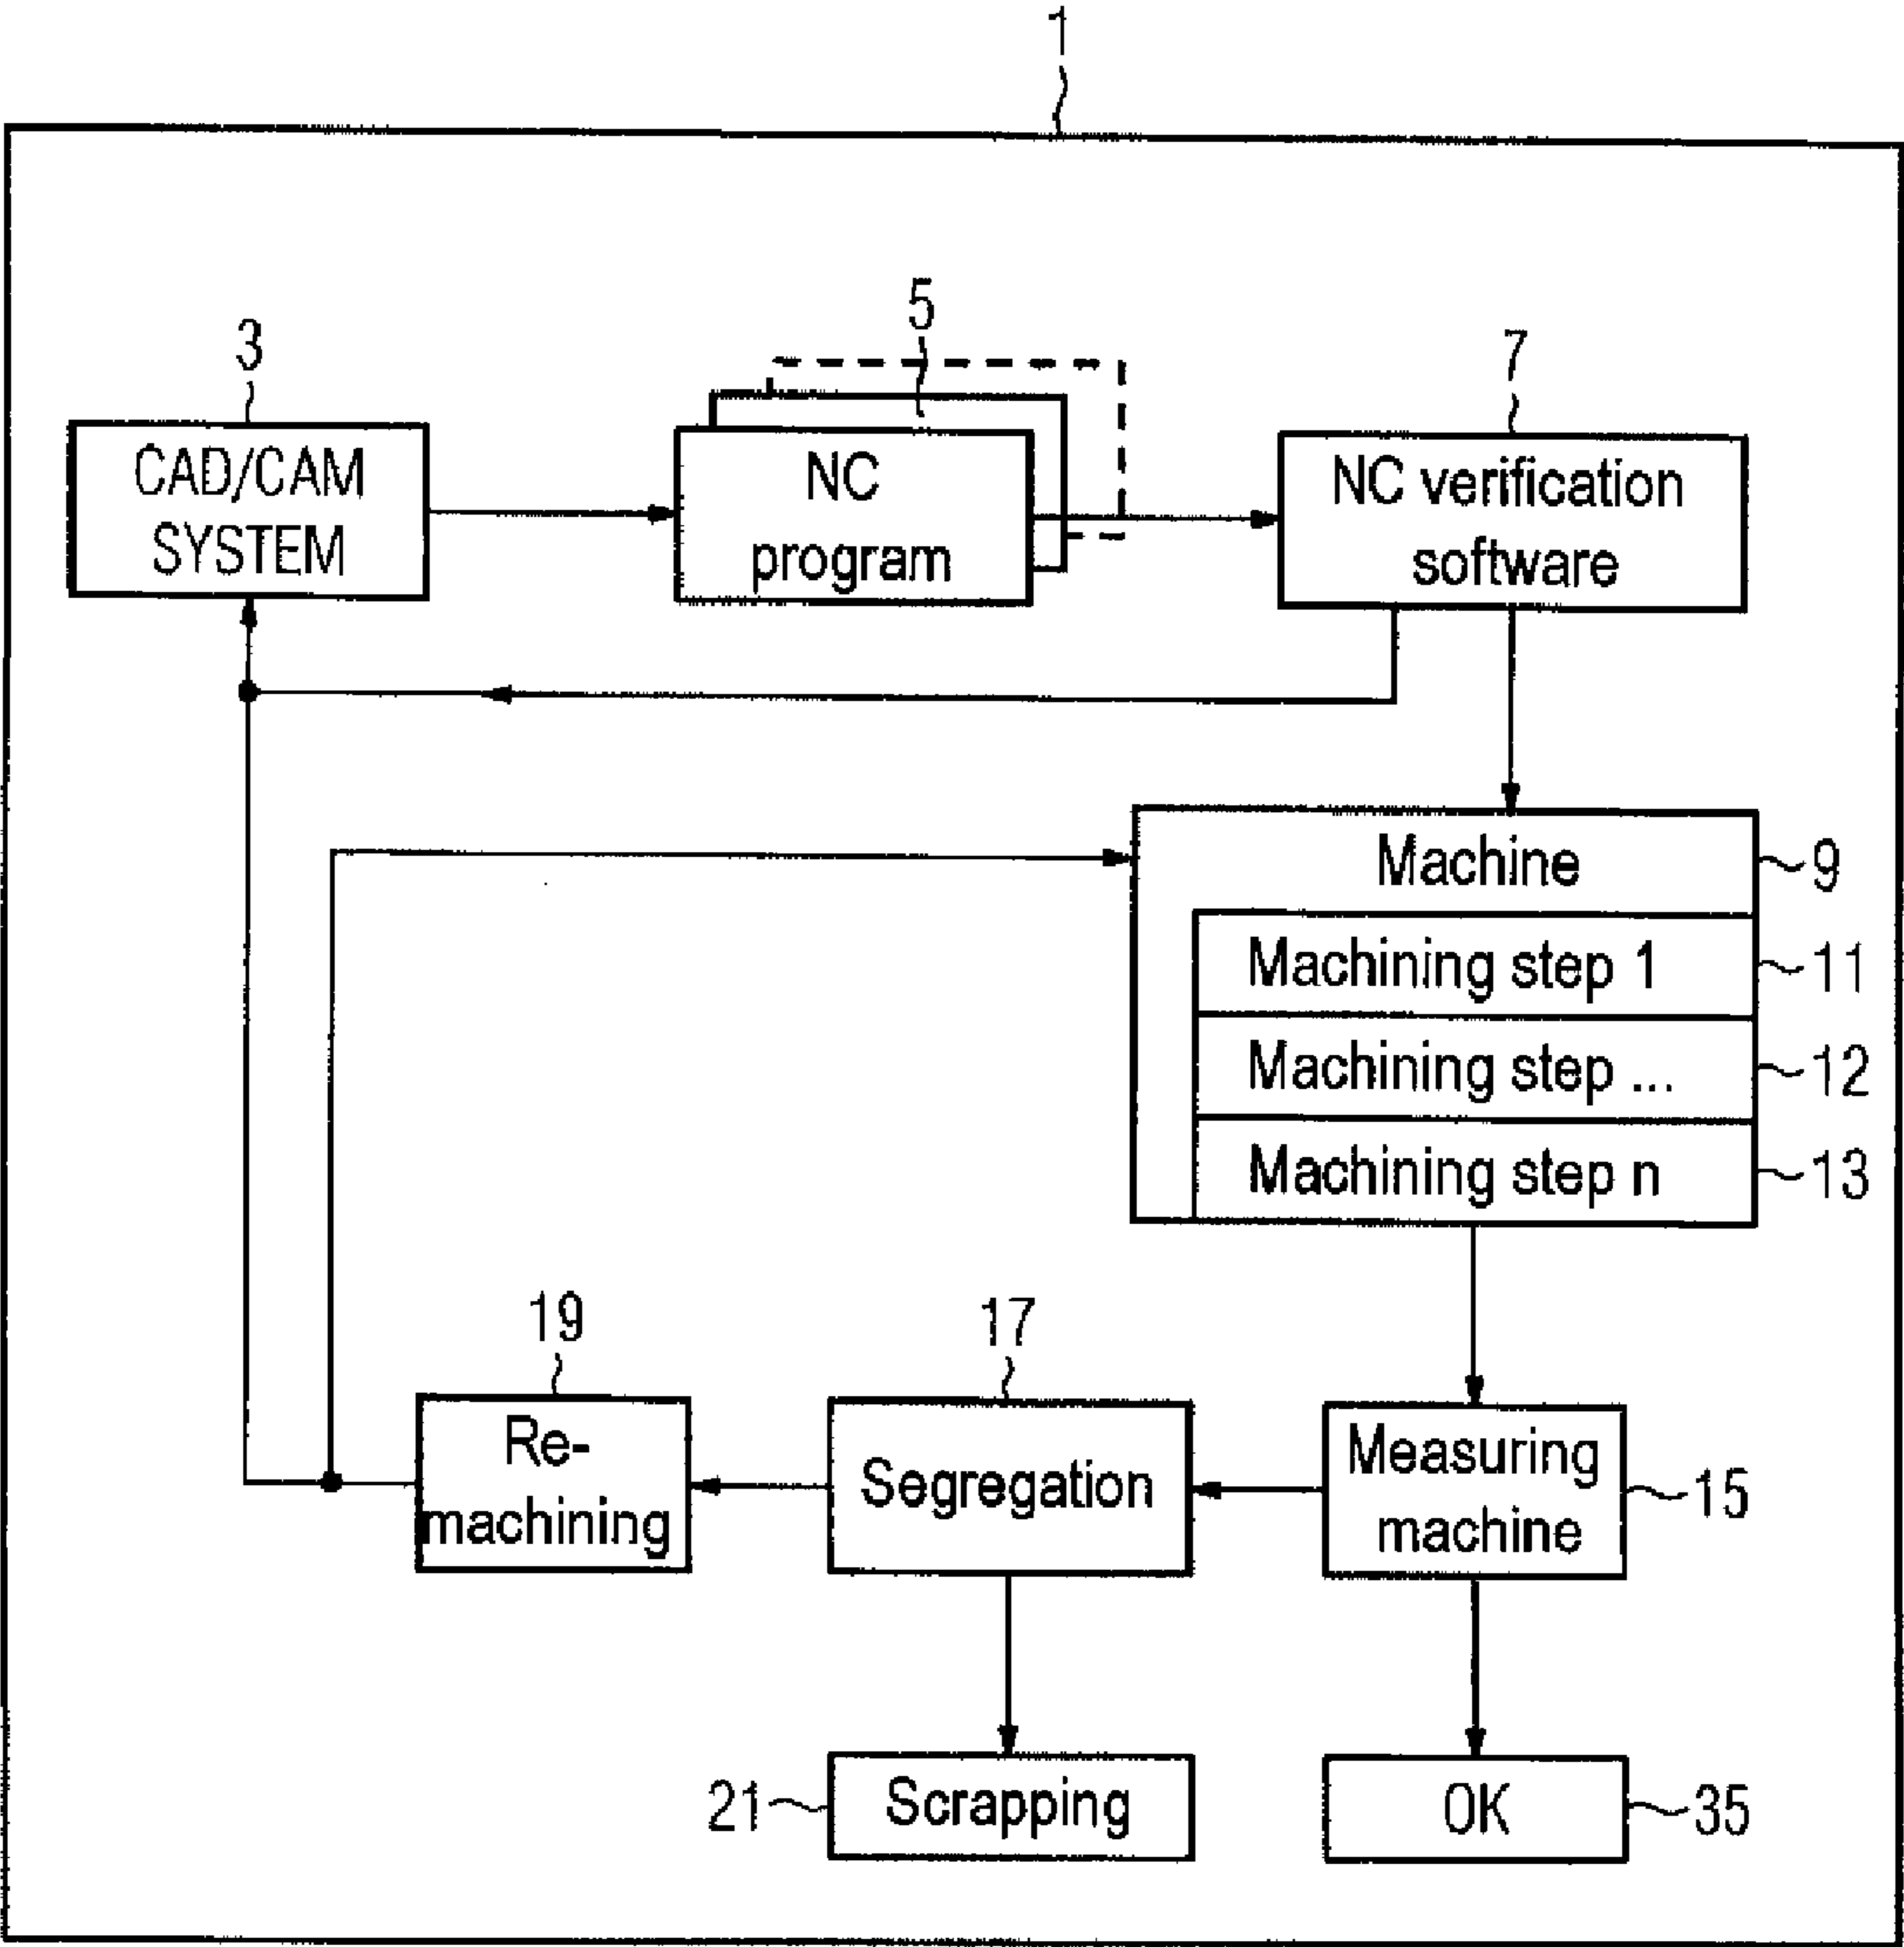 1
3
5
7
CAD/CAM
SYSTEM
NC
program
NC verification
software
Machine
9
Machining step 1
11
Machining step ...
12
Machining step n
13
19
17
Re-
machining
Segregation
Measuring
machine
15
21
Scrapping
OK
35